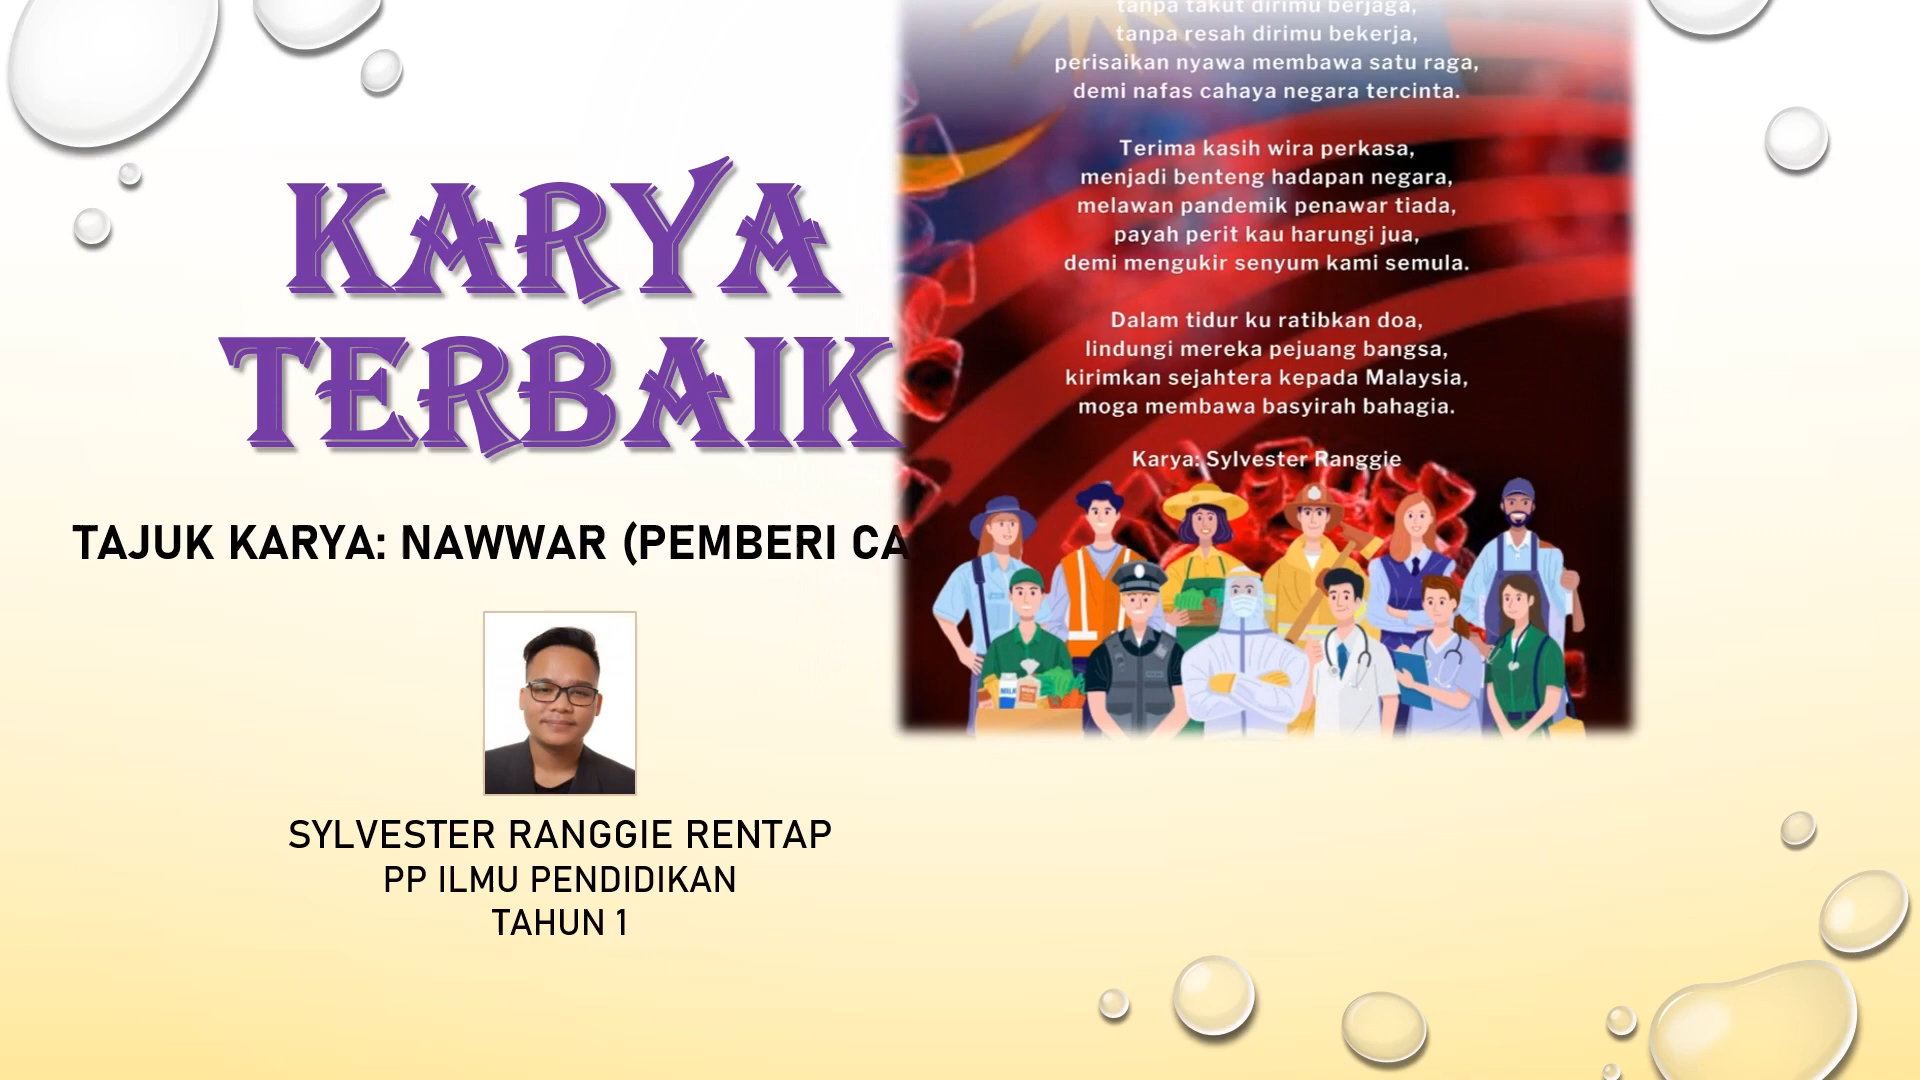 KARYA
TERBAIK
TAJUK KARYA: NAWWAR (PEMBERI CA
SYLVESTER RANGGIE RENTAP
PP ILMU PENDIDIKAN
TAHUN 1
tanpa takut dirimu berjaga,
tanpa resah dirimu bekerja,
perisaikan nyawa membawa satu raga,
demi nafas cahaya negara tercinta.
Terima kasih wira perkasa,
menjadi benteng hadapan negara,
melawan pandemik penawar tiada,
payah perit kau harungi jua,
demi mengukir senyum kami semula.
Dalam tidur ku ratibkan doa,
lindungi mereka pejuang bangsa,
kirimkan sejahtera kepada Malaysia,
moga membawa basyirah bahagia.
Karya: Sylvester Ranggie
MILK